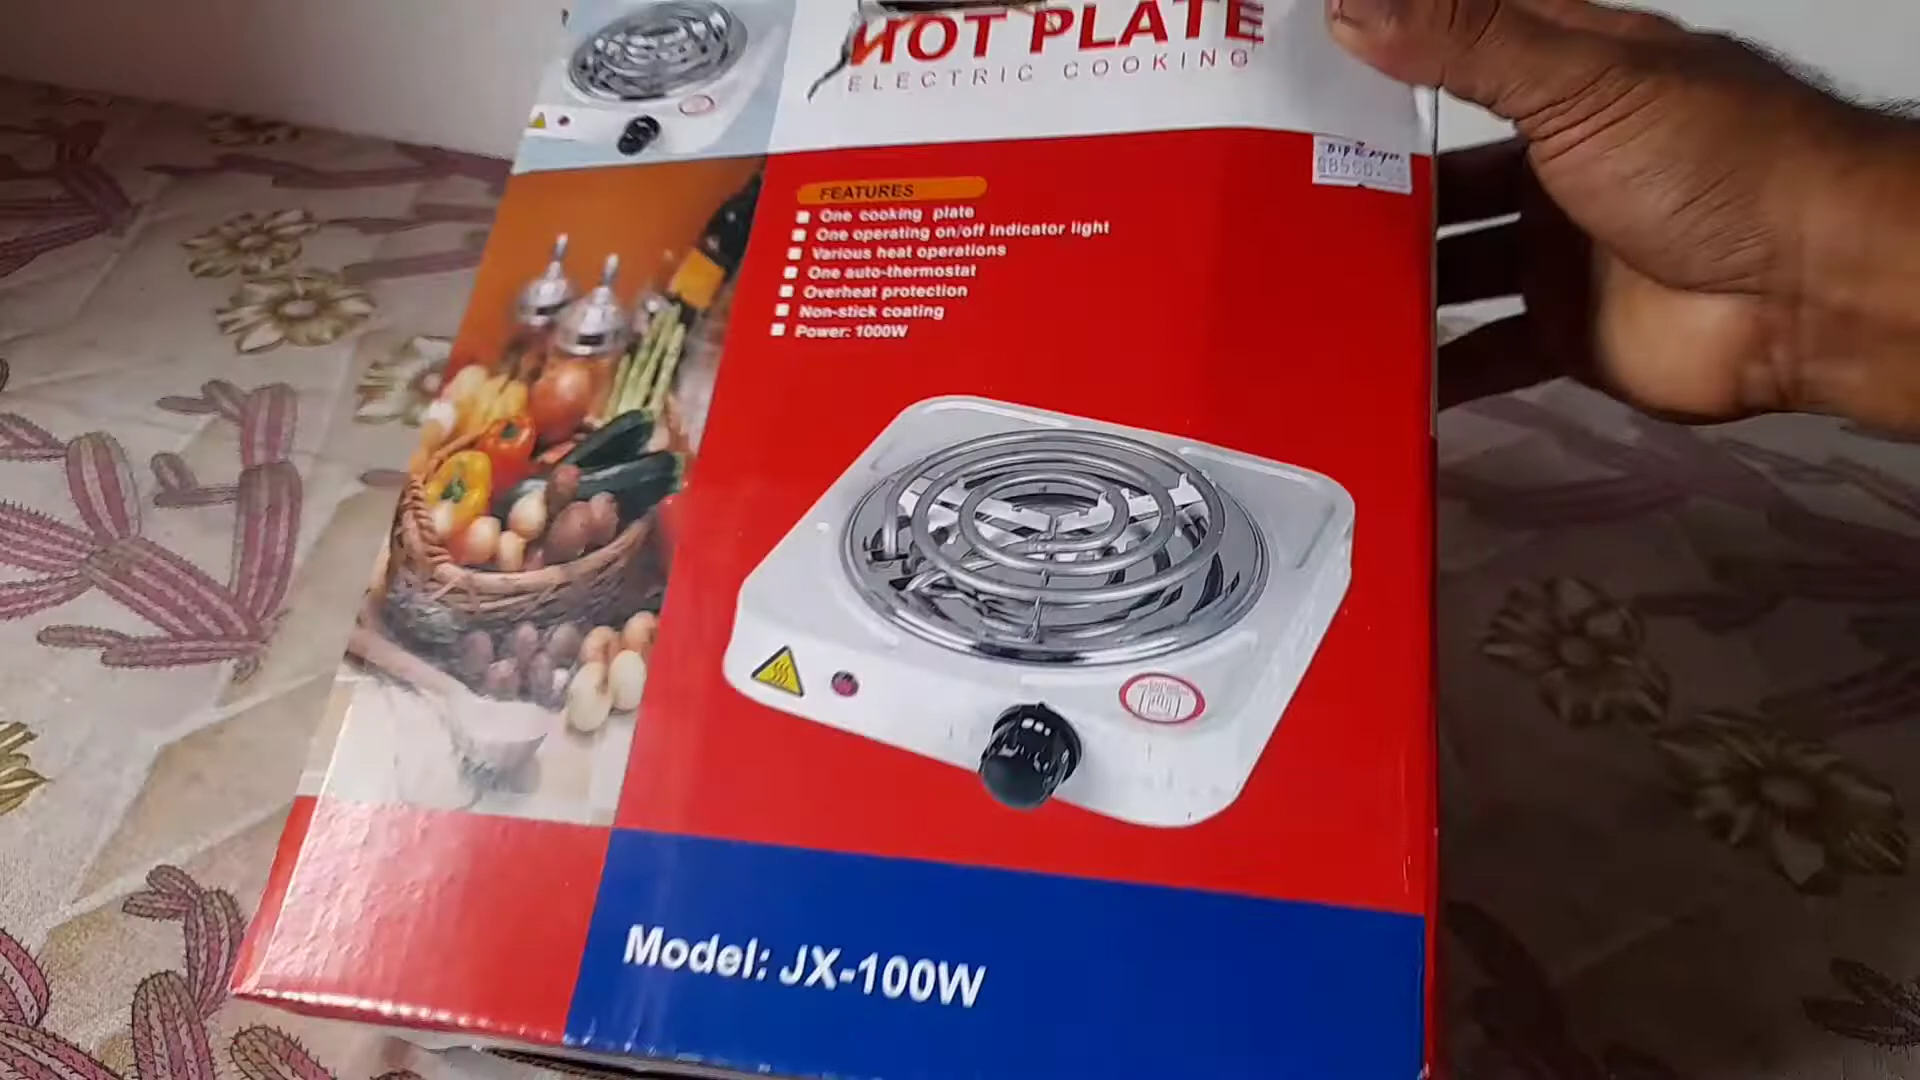 HOT PLATE
ELECTRIC COOKING
FEATURES
One cooking plate
One operating on/off indicator light
Various heat operations
One auto-thermostat
Overheat protection
Non-stick coating
Power: 1000W
Model: JX-100W